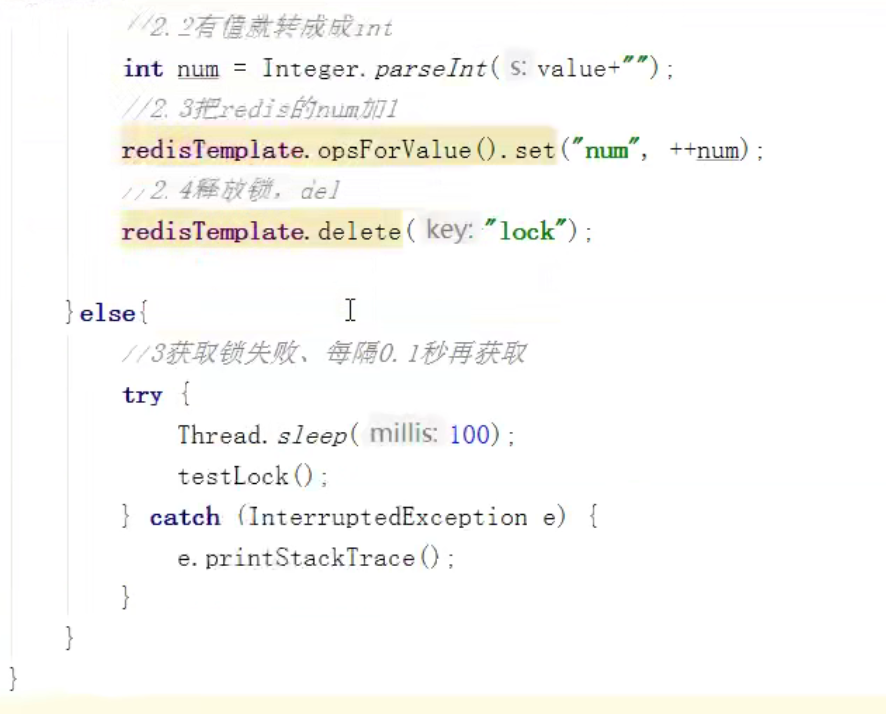 //2.2有值就转成成int
int num = Integer.parseInt( s: value+"");
//2.3把redis的num加1
redisTemplate.opsForValue().set("num", ++num);
//2.4释放锁，del
redisTemplate.delete( key: "lock");
}else{
//3获取锁失败、每隔0.1秒再获取
try {
Thread.sleep( millis: 100);
testLock();
} catch (InterruptedException e) {
e.printStackTrace();
}
}
}